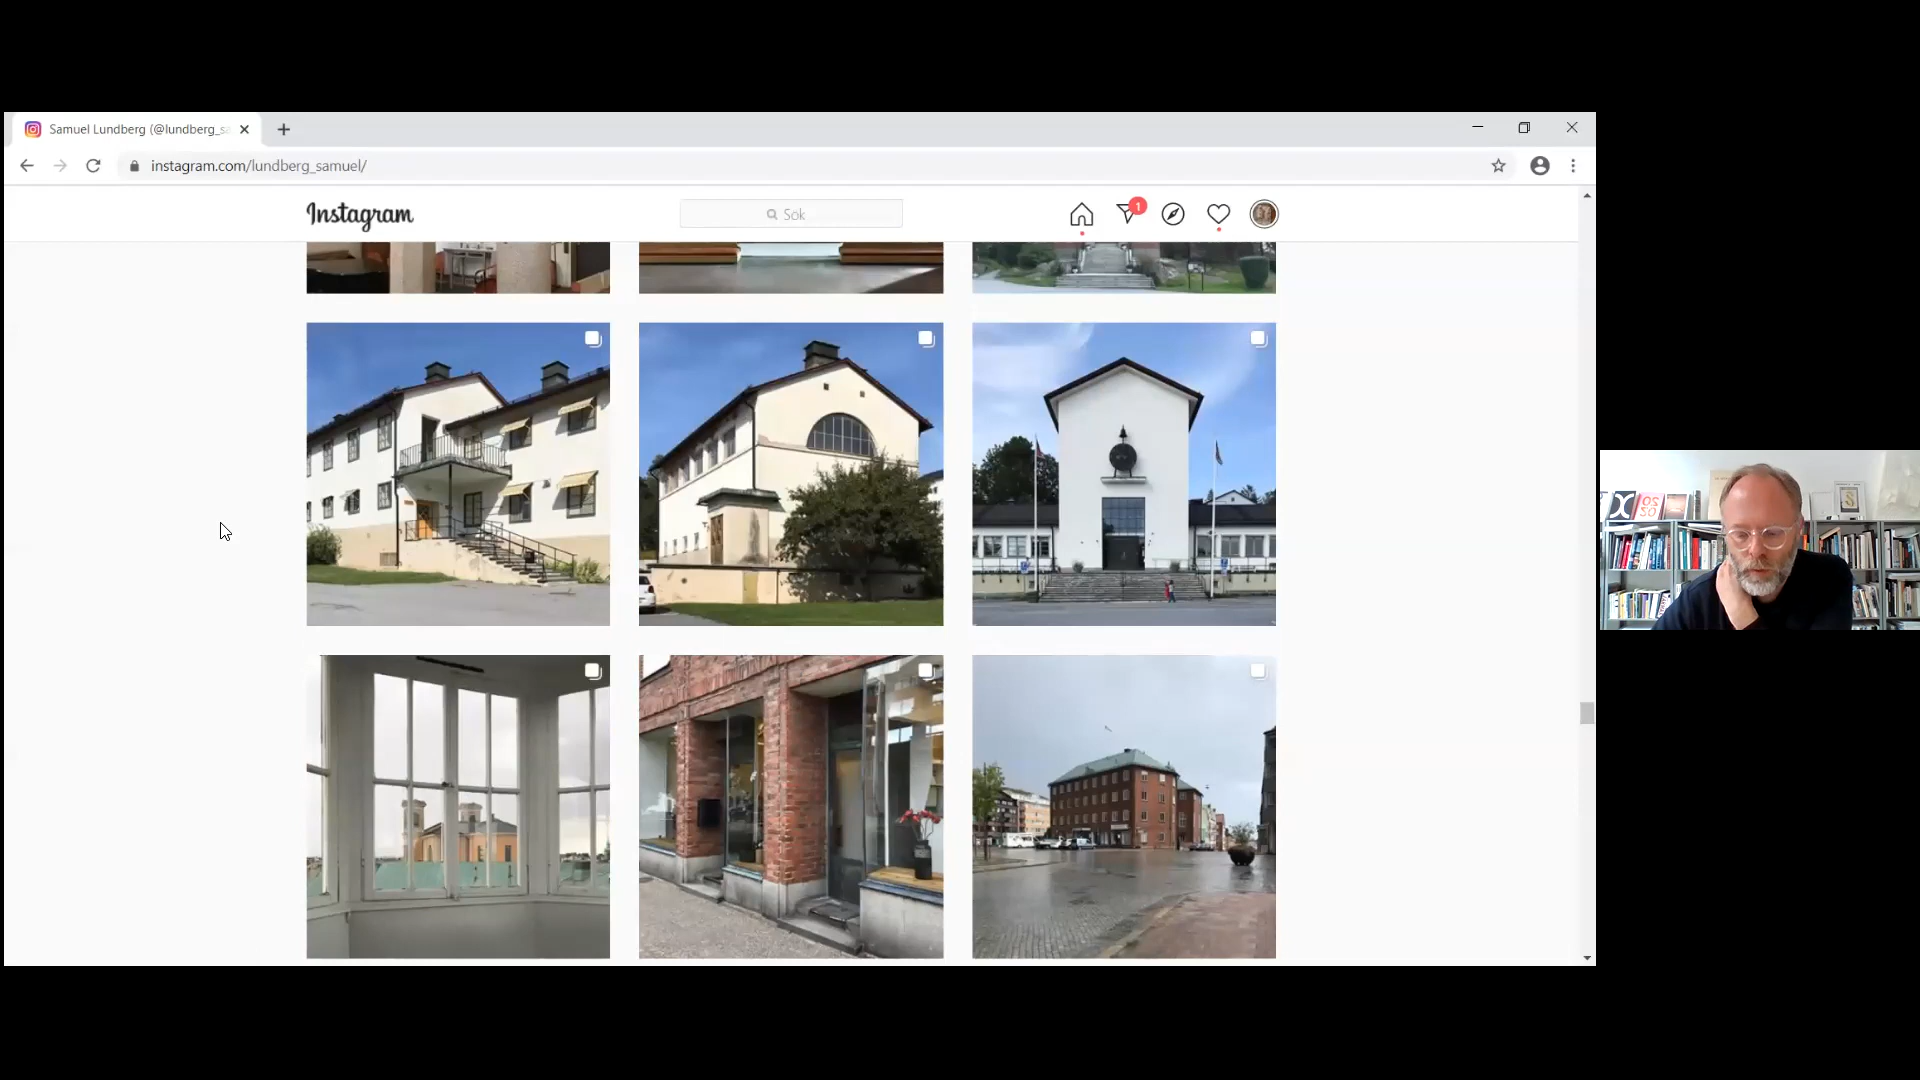 Samuel Lundberg (@lundberg_sa
instagram.com/lundberg_samuel/
Instagram
Sök
1